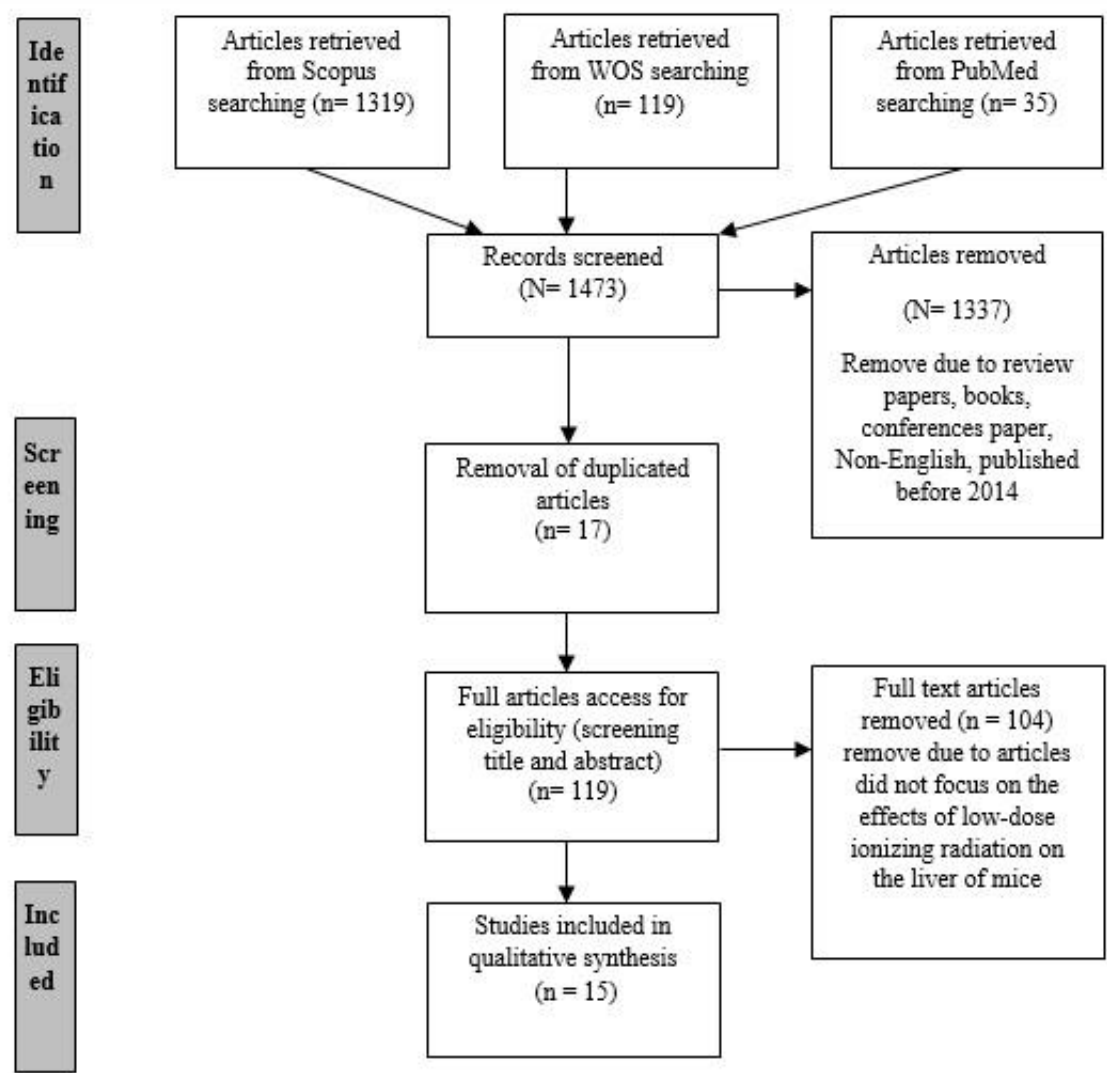 Ide
ntif
ica
tio
n
Articles retrieved
from Scopus
searching (n= 1319)
Articles retrieved
from WOS searching
(n= 119)
Articles retrieved
from PubMed
searching (n= 35)
Records screened
(N= 1473)
Articles removed
(N= 1337)
Remove due to review
papers, books,
conferences paper,
Non-English, published
before 2014
Scr
een
ing
Removal of duplicated
articles
(n= 17)
Eli
gib
ilit
y
Full articles access for
eligibility (screening
title and abstract)
(n= 119)
Full text articles
removed (n = 104)
remove due to articles
did not focus on the
effects of low-dose
ionizing radiation on
the liver of mice
Inc
lud
ed
Studies included in
qualitative synthesis
(n = 15)